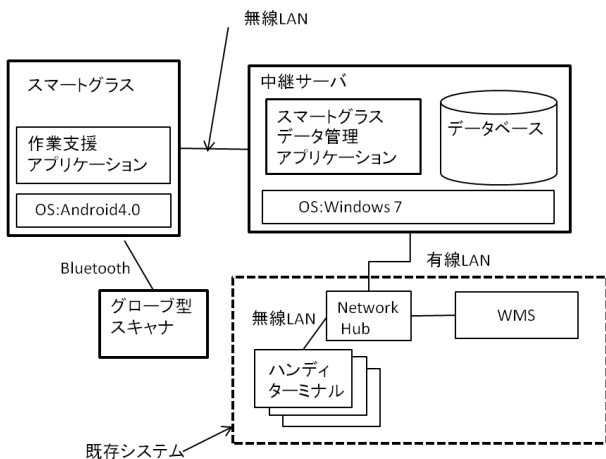 無線LAN
スマートグラス
作業支援
アプリケーション
OS:Android4.0
中継サーバ
スマートグラス
データ管理
アプリケーション
データベース
OS:Windows 7
Bluetooth
グローブ型
スキャナ
有線LAN
無線LAN
Network
Hub
WMS
ハンディ
ターミナル
既存システム